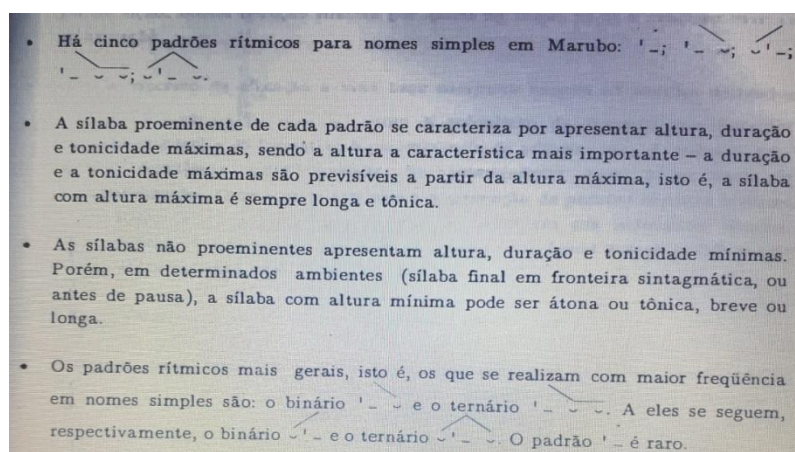 • Há cinco padrões rítmicos para nomes simples em Marubo: '–; '– ⏑; ⏑'–;
'– ⏑ ⏑; ⏑'– ⏑.
• A sílaba proeminente de cada padrão se caracteriza por apresentar altura, duração
e tonicidade máximas, sendo a altura a característica mais importante – a duração
e a tonicidade máximas são previsíveis a partir da altura máxima, isto é, a sílaba
com altura máxima é sempre longa e tônica.
• As sílabas não proeminentes apresentam altura, duração e tonicidade mínimas.
Porém, em determinados ambientes (sílaba final em fronteira sintagmática, ou
antes de pausa), a sílaba com altura mínima pode ser átona ou tônica, breve ou
longa.
• Os padrões rítmicos mais gerais, isto é, os que se realizam com maior freqüência
em nomes simples são: o binário '– ⏑ e o ternário '– ⏑ ⏑. A eles se seguem,
respectivamente, o binário ⏑'– e o ternário ⏑'– ⏑. O padrão '– é raro.